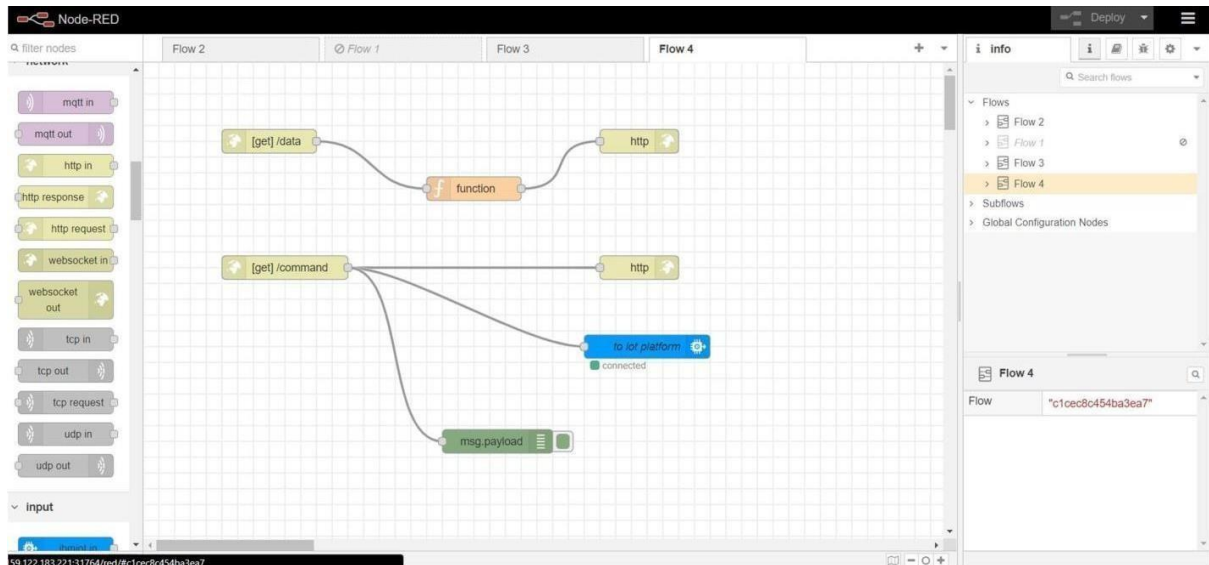 Node-RED
Deploy
filter nodes
Flow 2
Flow 1
Flow 3
Flow 4
info
Search flows
network
mqtt in
mqtt out
http in
http response
http request
websocket in
websocket
out
tcp in
tcp out
tcp request
udp in
udp out
input
ibmiot in
[get] /data
http
function
[get] /command
http
to iot platform
connected
msg.payload
Flows
Flow 2
Flow 1
Flow 3
Flow 4
Subflows
Global Configuration Nodes
Flow 4
Flow
"c1cec8c454ba3ea7"
59.122.183.221:31764/red/#c1cec8c454ba3ea7